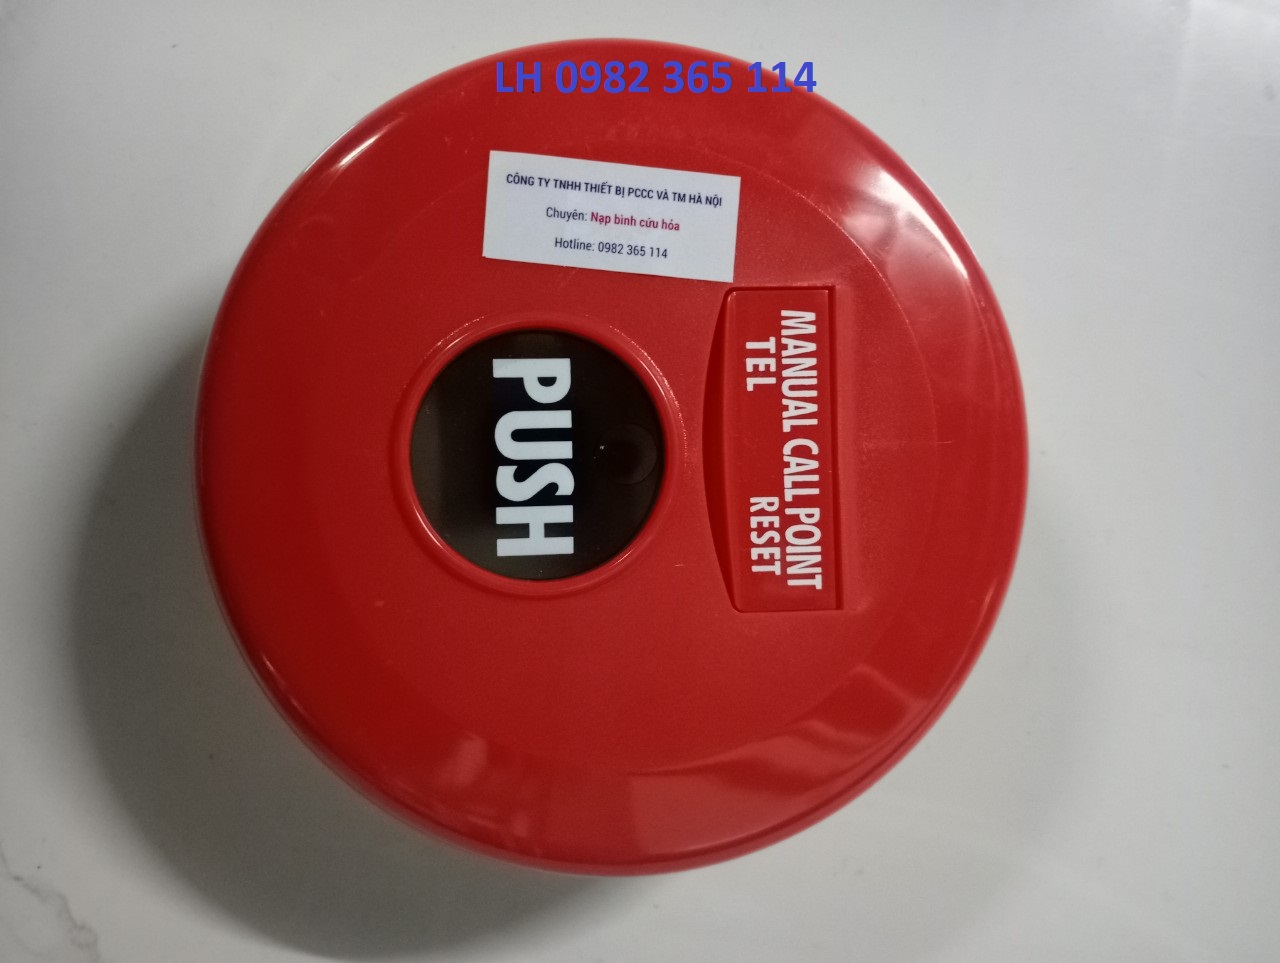 LH 0982 365 114
CÔNG TY TNHH THIẾT BỊ PCCC VÀ TM HÀ NỘI
Chuyên: Nạp bình cứu hỏa
Hotline: 0982 365 114
MANUAL CALL POINT
TEL RESET
PUSH